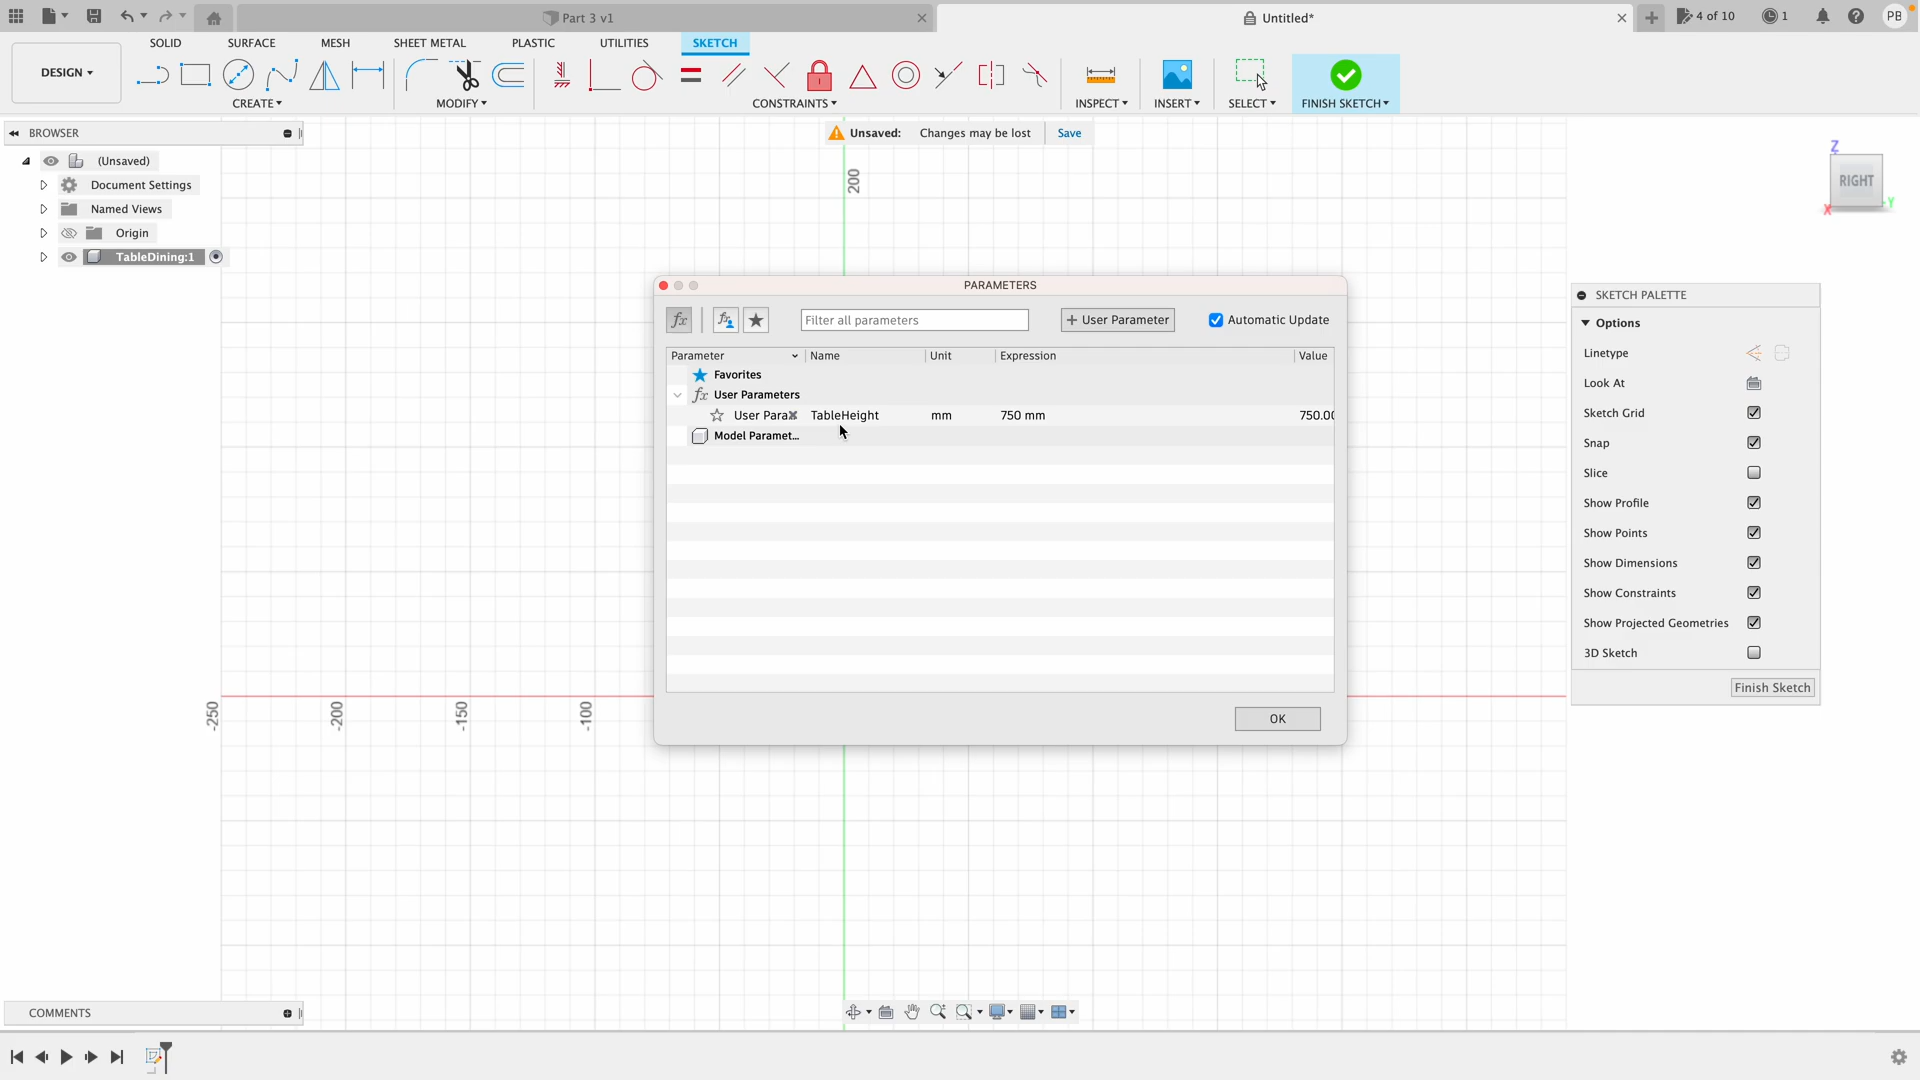 Part 3 v1
Untitled*
4 of 10
1
PB
DESIGN
SOLID
SURFACE
MESH
SHEET METAL
PLASTIC
UTILITIES
SKETCH
CREATE
MODIFY
CONSTRAINTS
INSPECT
INSERT
SELECT
FINISH SKETCH
BROWSER
(Unsaved)
Document Settings
Named Views
Origin
TableDining:1
Unsaved: Changes may be lost Save
200
Z
RIGHT
X
Y
-250
-200
-150
-100
PARAMETERS
fx
Filter all parameters
+ User Parameter
Automatic Update
Parameter Name Unit Expression Value
Favorites
fx User Parameters
User Para TableHeight mm 750 mm 750.00
Model Paramet...
OK
SKETCH PALETTE
Options
Linetype
Look At
Sketch Grid
Snap
Slice
Show Profile
Show Points
Show Dimensions
Show Constraints
Show Projected Geometries
3D Sketch
Finish Sketch
COMMENTS